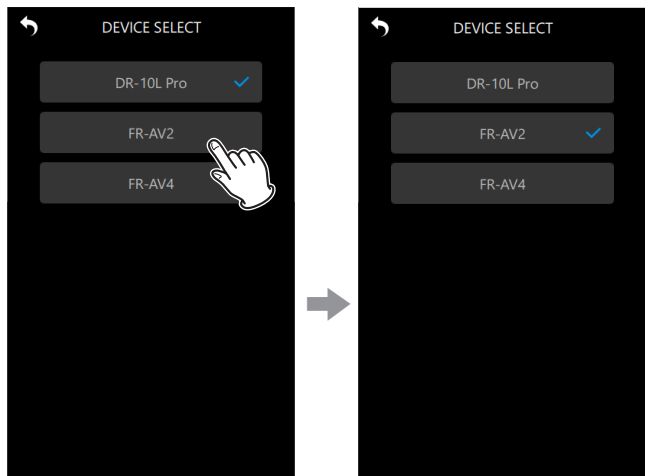 DEVICE SELECT
DR-10L Pro
FR-AV2
FR-AV4
DEVICE SELECT
DR-10L Pro
FR-AV2
FR-AV4